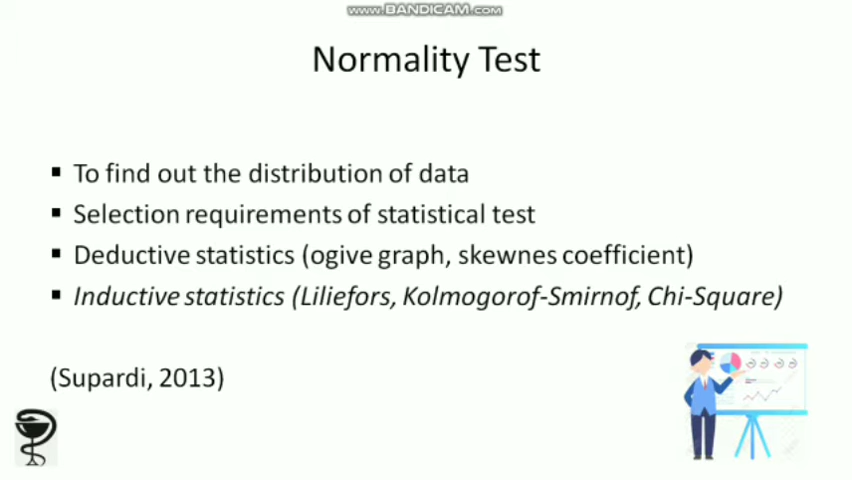 www.BANDICAM.com
Normality Test
▪ To find out the distribution of data
▪ Selection requirements of statistical test
▪ Deductive statistics (ogive graph, skewnes coefficient)
▪ Inductive statistics (Liliefors, Kolmogorof-Smirnof, Chi-Square)
(Supardi, 2013)